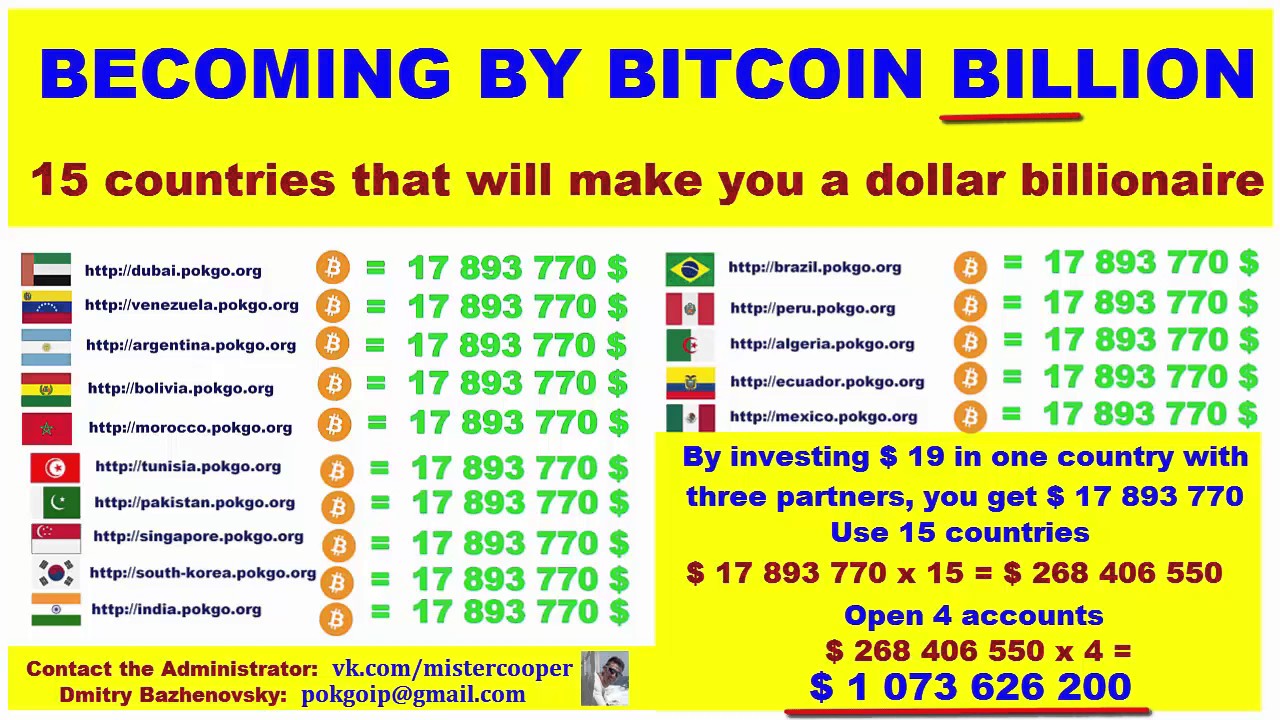 BECOMING BY BITCOIN BILLION
15 countries that will make you a dollar billionaire
http://dubai.pokgo.org = 17 893 770 $
http://venezuela.pokgo.org = 17 893 770 $
http://argentina.pokgo.org = 17 893 770 $
http://bolivia.pokgo.org = 17 893 770 $
http://morocco.pokgo.org = 17 893 770 $
http://tunisia.pokgo.org = 17 893 770 $
http://pakistan.pokgo.org = 17 893 770 $
http://singapore.pokgo.org = 17 893 770 $
http://south-korea.pokgo.org = 17 893 770 $
http://india.pokgo.org = 17 893 770 $
http://brazil.pokgo.org = 17 893 770 $
http://peru.pokgo.org = 17 893 770 $
http://algeria.pokgo.org = 17 893 770 $
http://ecuador.pokgo.org = 17 893 770 $
http://mexico.pokgo.org = 17 893 770 $
By investing $ 19 in one country with
three partners, you get $ 17 893 770
Use 15 countries
$ 17 893 770 x 15 = $ 268 406 550
Open 4 accounts
$ 268 406 550 x 4 =
$ 1 073 626 200
Contact the Administrator: vk.com/mistercooper
Dmitry Bazhenovsky: pokgoip@gmail.com